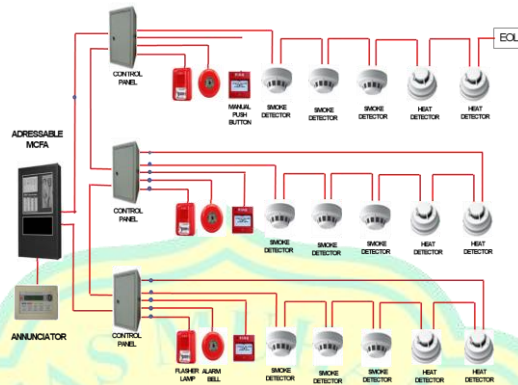 EOL
CONTROL
PANEL
MANUAL
PUSH
BUTTON
SMOKE
DETECTOR
SMOKE
DETECTOR
SMOKE
DETECTOR
HEAT
DETECTOR
HEAT
DETECTOR
ADRESSABLE
MCFA
CONTROL
PANEL
SMOKE
DETECTOR
SMOKE
DETECTOR
SMOKE
DETECTOR
HEAT
DETECTOR
HEAT
DETECTOR
ANNUNCIATOR
CONTROL
PANEL
FLASHER
LAMP
ALARM
BELL
SMOKE
DETECTOR
SMOKE
DETECTOR
SMOKE
DETECTOR
HEAT
DETECTOR
HEAT
DETECTOR